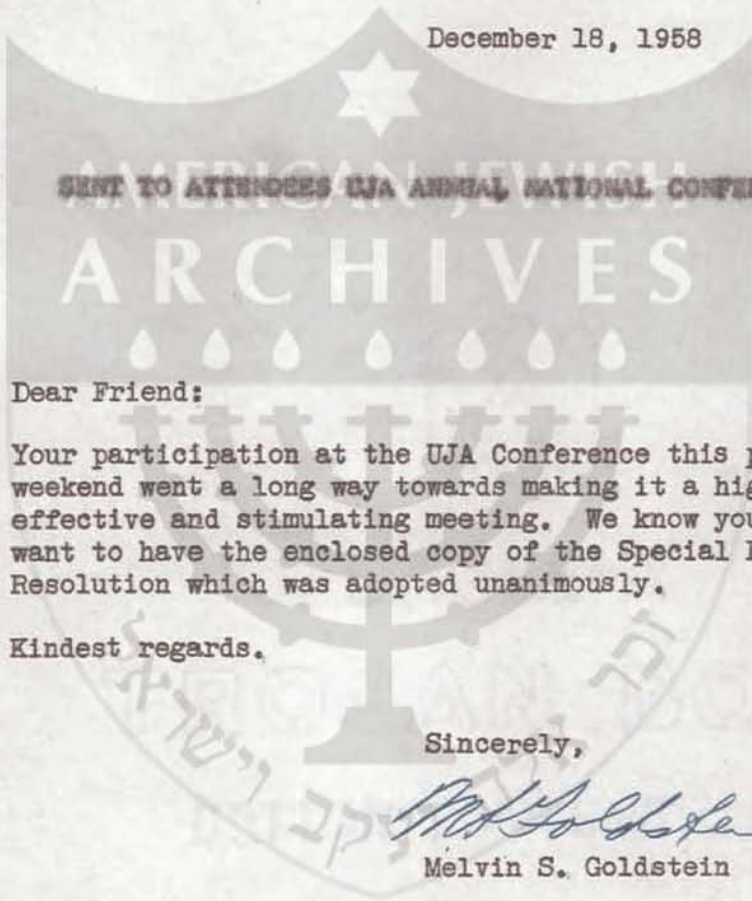 December 18, 1958
SENT TO ATTENDEES UJA ANNUAL NATIONAL
AMERICAN JEWISH
ARCHIVES
Dear Friend:
Your participation at the UJA Conference this
weekend went a long way towards making it a
effective and stimulating meeting. We know
want to have the enclosed copy of the Special
Resolution which was adopted unanimously.
Kindest regards.
Sincerely,
Melvin S. Goldstein